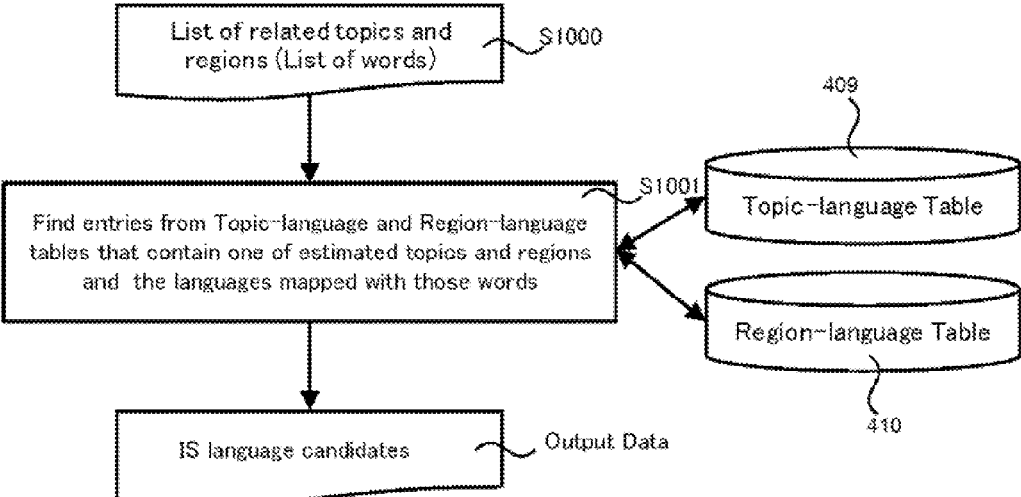 List of related topics and
regions (List of words)
S1000
409
S1001
Topic-language Table
Find entries from Topic-language and Region-language
tables that contain one of estimated topics and regions
and the languages mapped with those words
Region-language Table
410
IS language candidates
Output Data